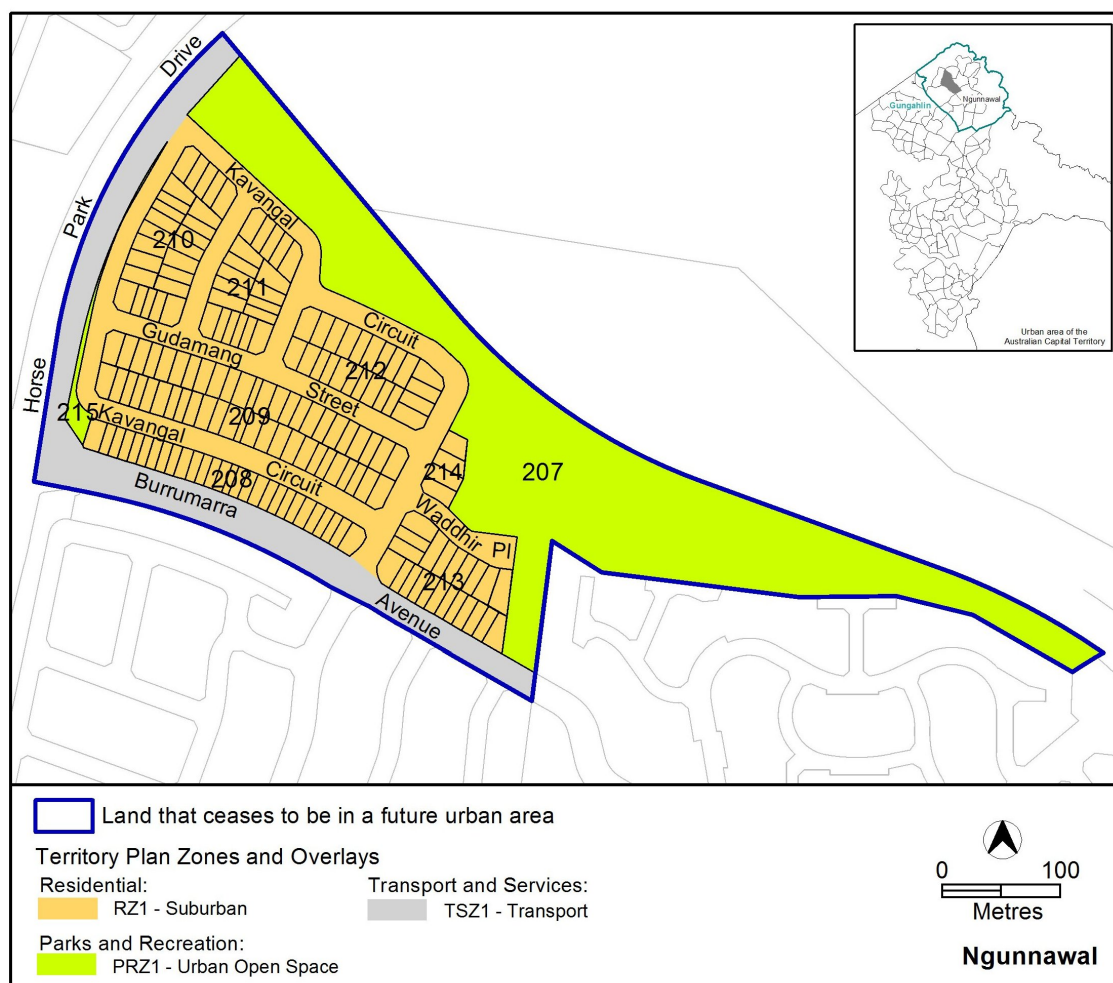 Drive
Park
Horse
Kavangal
Circuit
210
211
212
Gudamang
Street
209
215
Kavangal
Circuit
208
Burrumarra
Avenue
214
207
Waddhir
Pl
213
Gungahlin
Ngunnawal
Urban area of the
Australian Capital Territory
Land that ceases to be in a future urban area
Territory Plan Zones and Overlays
Residential:
RZ1 - Suburban
Transport and Services:
TSZ1 - Transport
Parks and Recreation:
PRZ1 - Urban Open Space
0 100
Metres
Ngunnawal